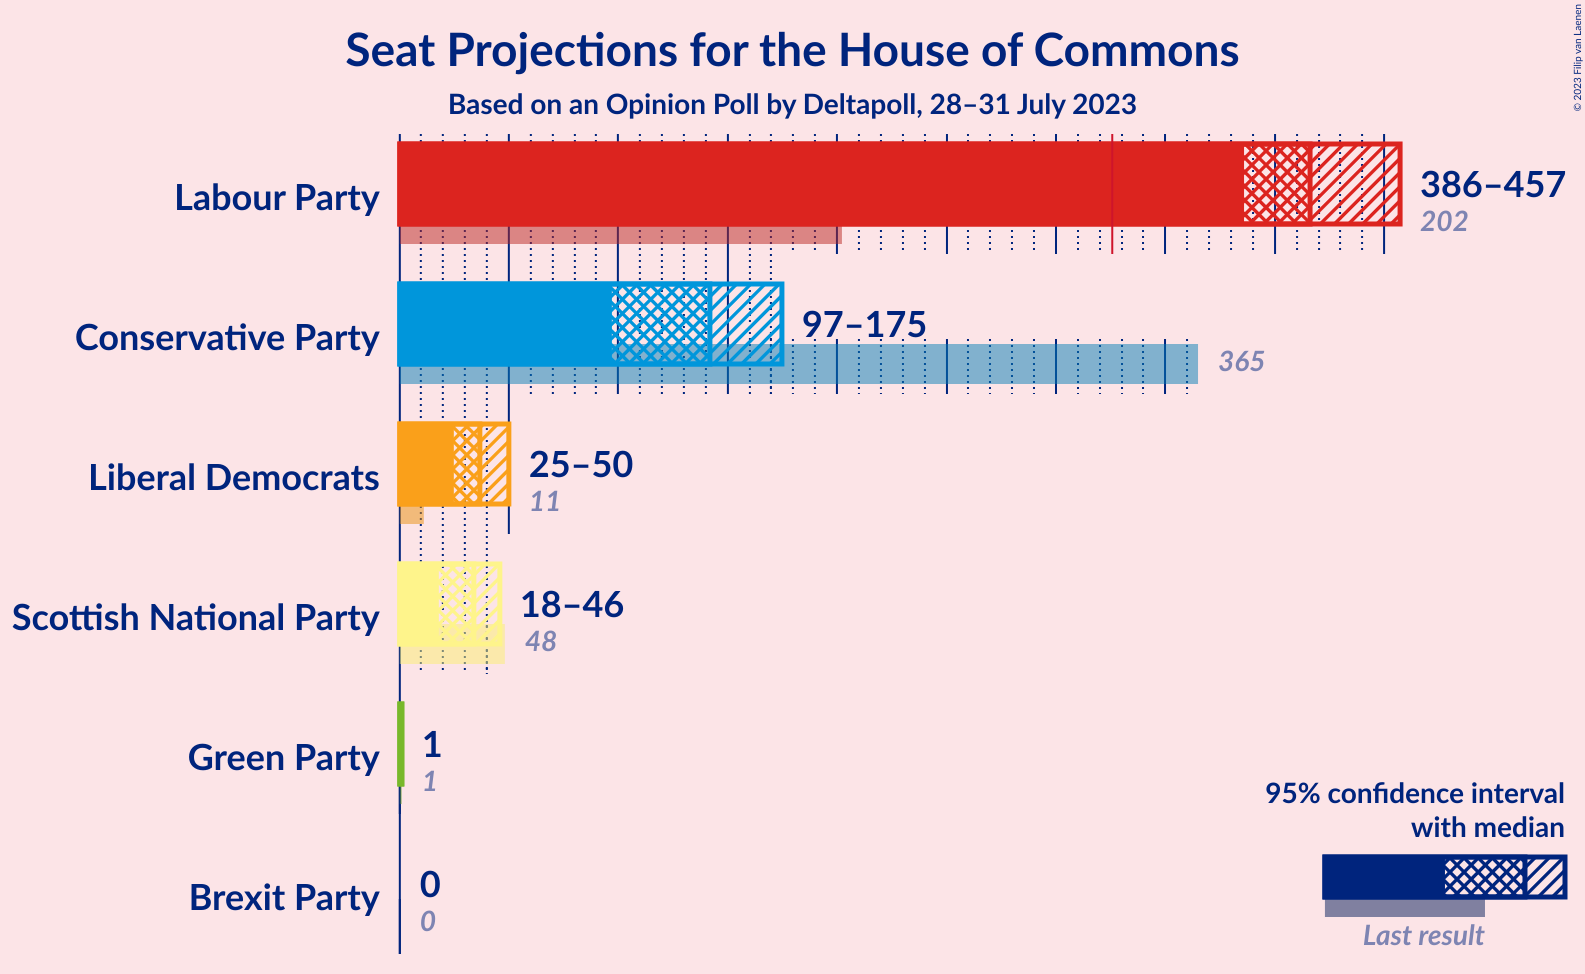 Seat Projections for the House of Commons
Based on an Opinion Poll by Deltapoll, 28–31 July 2023
© 2023 Filip van Laenen
Labour Party
386–457
202
Conservative Party
97–175
365
Liberal Democrats
25–50
11
Scottish National Party
18–46
48
Green Party
1
1
Brexit Party
0
0
95% confidence interval
with median
Last result